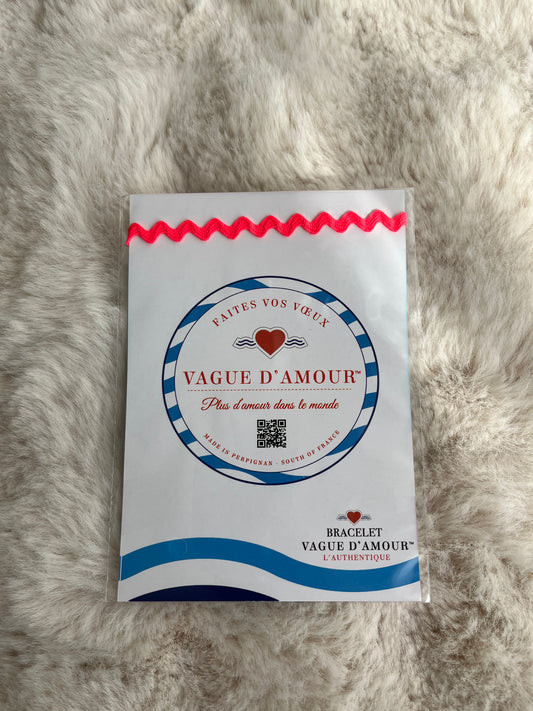 FAITES VOS VŒUX
VAGUE D'AMOUR™
Plus d'amour dans le monde
MADE IN PERPIGNAN - SOUTH OF FRANCE
BRACELET
VAGUE D'AMOUR™
L'AUTHENTIQUE